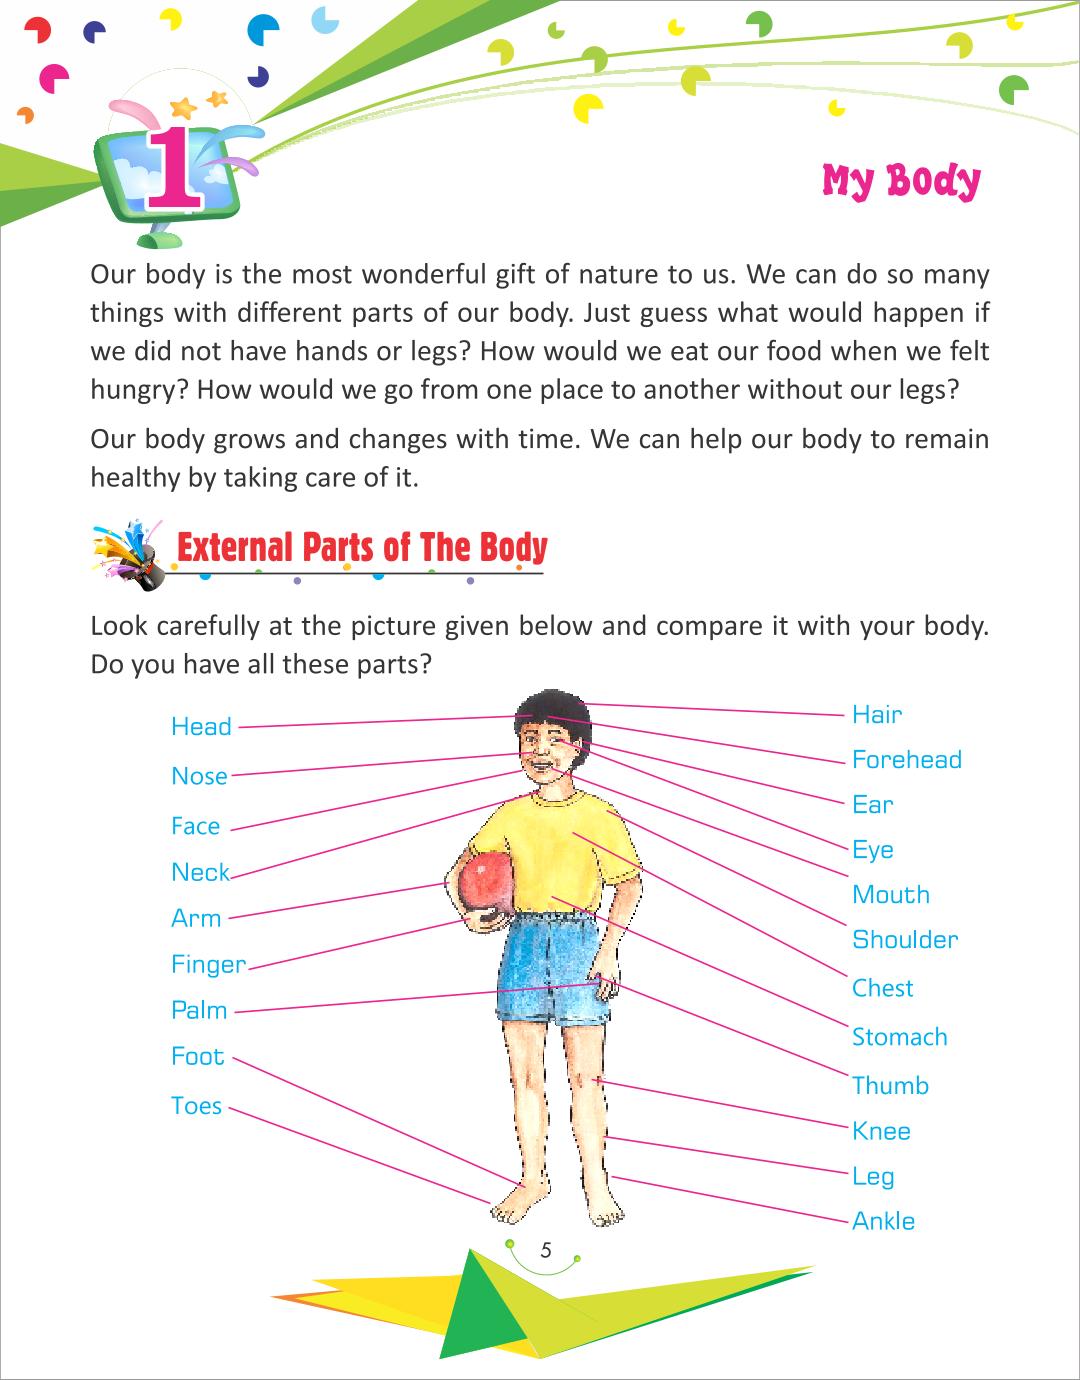 1
My Body
Our body is the most wonderful gift of nature to us. We can do so many
things with different parts of our body. Just guess what would happen if
we did not have hands or legs? How would we eat our food when we felt
hungry? How would we go from one place to another without our legs?
Our body grows and changes with time. We can help our body to remain
healthy by taking care of it.
External Parts of The Body
Look carefully at the picture given below and compare it with your body.
Do you have all these parts?
Head
Nose
Face
Neck
Arm
Finger
Palm
Foot
Toes
Hair
Forehead
Ear
Eye
Mouth
Shoulder
Chest
Stomach
Thumb
Knee
Leg
Ankle
5